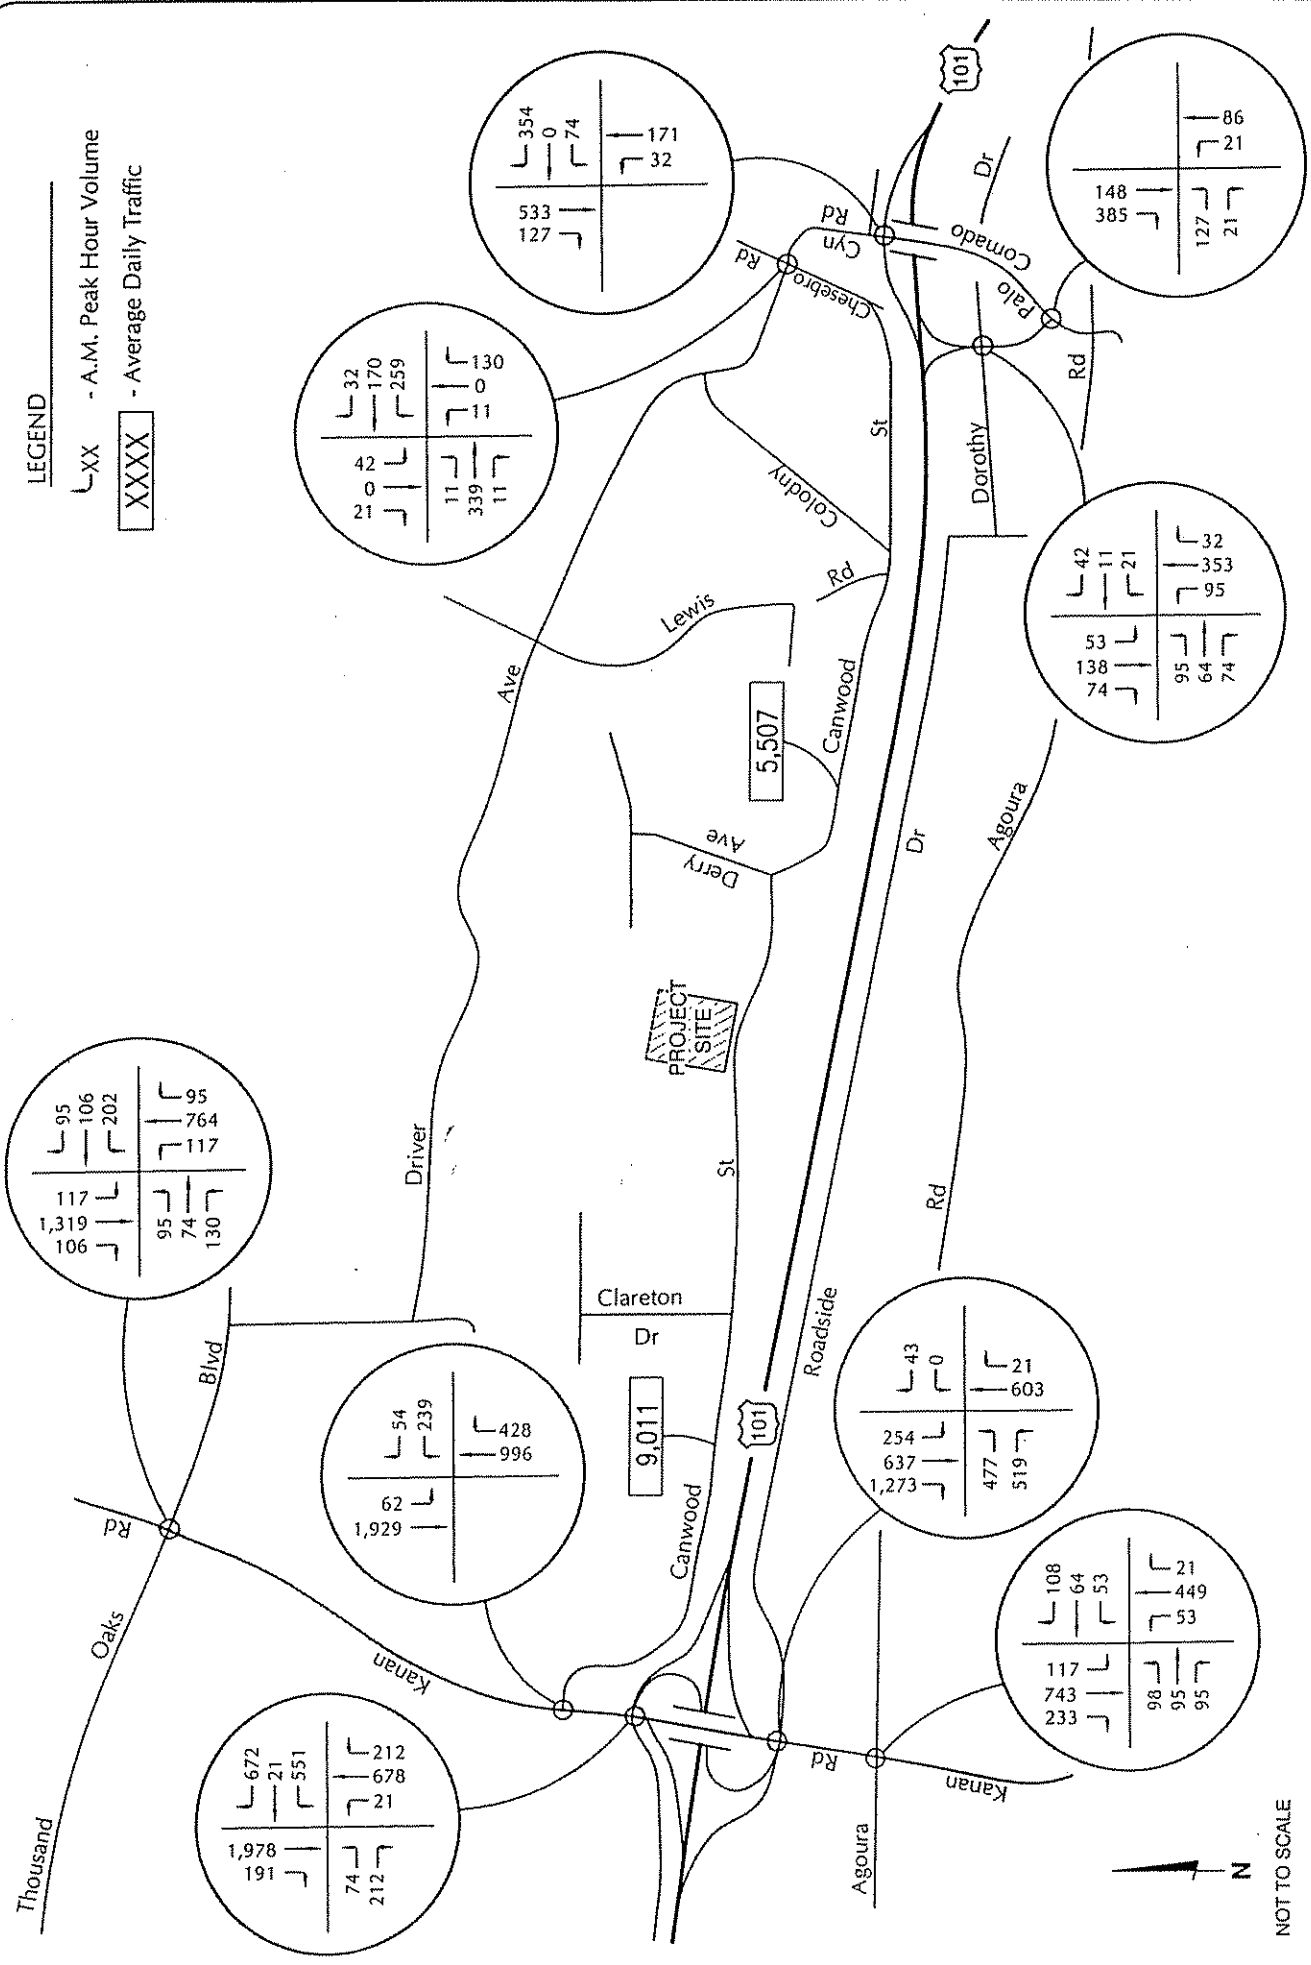 LEGEND
XX - A.M. Peak Hour Volume
XXXX - Average Daily Traffic
Thousand
Oaks
Blvd
Rd
Kanan
95
106
202
117
1,319
106
95
764
117
95
74
130
Driver
Ave
54
239
62
1,929
428
996
672
21
551
1,978
191
212
678
21
74
212
Clareton
Dr
9,011
Canwood
St
PROJECT
SITE
Derry
Ave
5,507
Canwood
Lewis
Rd
Colodny
St
Chesebro
Rd
Cyn
Rd
32
170
259
42
0
21
130
0
11
11
339
11
354
0
74
533
127
171
32
101
101
Roadside
Dr
Dorothy
Dr
Palo
Comado
148
385
86
21
127
21
42
11
21
53
138
74
32
353
95
95
64
74
43
0
254
637
1,273
21
603
477
519
108
64
53
117
743
233
21
449
53
98
95
95
Agoura
Rd
Agoura
Rd
Rd
Kanan
N
NOT TO SCALE